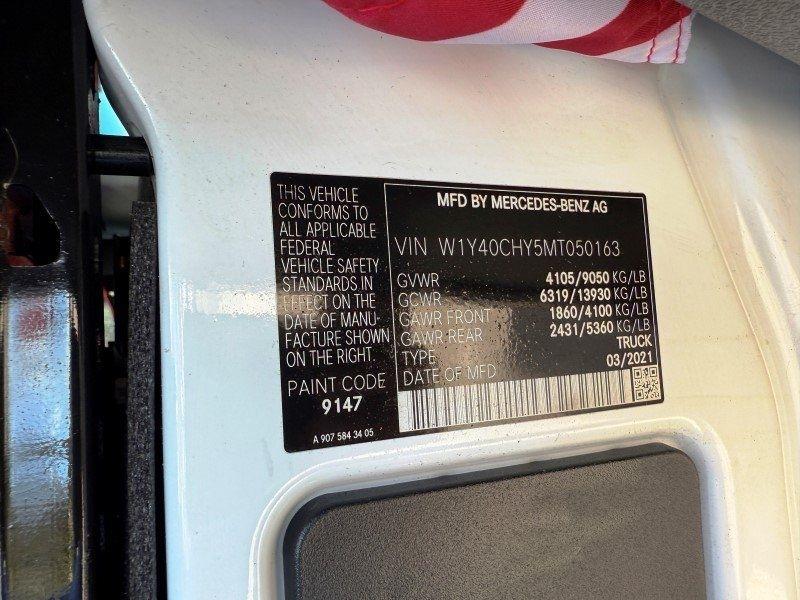 THIS VEHICLE
CONFORMS TO
ALL APPLICABLE
FEDERAL
VEHICLE SAFETY
STANDARDS IN
EFFECT ON THE
DATE OF MANU-
FACTURE SHOWN
ON THE RIGHT.
PAINT CODE
9147
A 907 584 34 05
MFD BY MERCEDES-BENZ AG
VIN W1Y40CHY5MT050163
GVWR 4105/9050 KG/LB
GCWR 6319/13930 KG/LB
GAWR FRONT 1860/4100 KG/LB
GAWR REAR 2431/5360 KG/LB
TYPE TRUCK
DATE OF MFD 03/2021